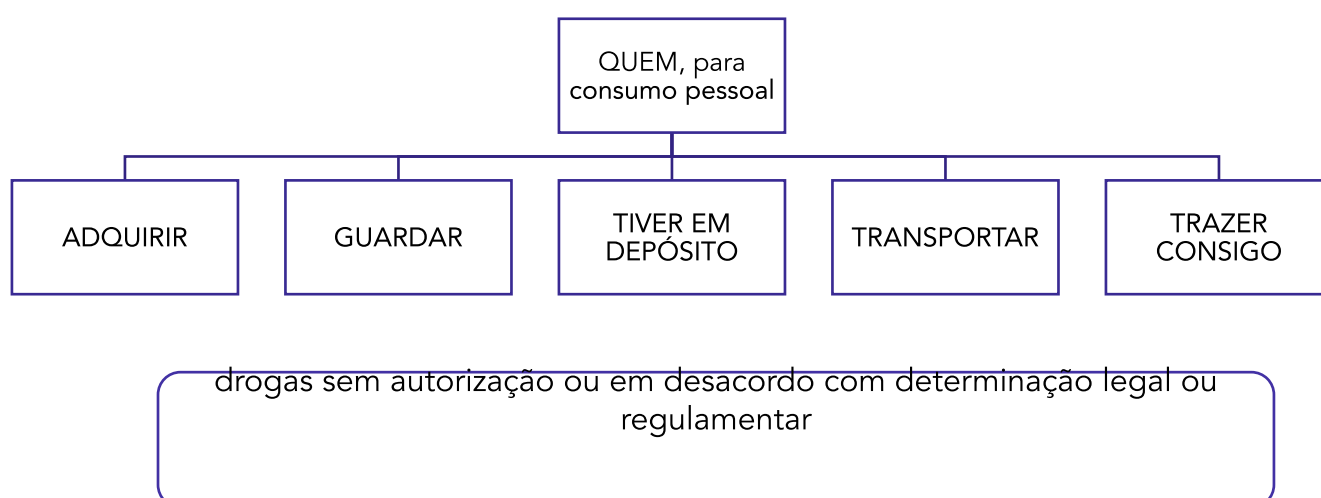 QUEM, para
consumo pessoal
ADQUIRIR
GUARDAR
TIVER EM
DEPÓSITO
TRANSPORTAR
TRAZER
CONSIGO
drogas sem autorização ou em desacordo com determinação legal ou
regulamentar